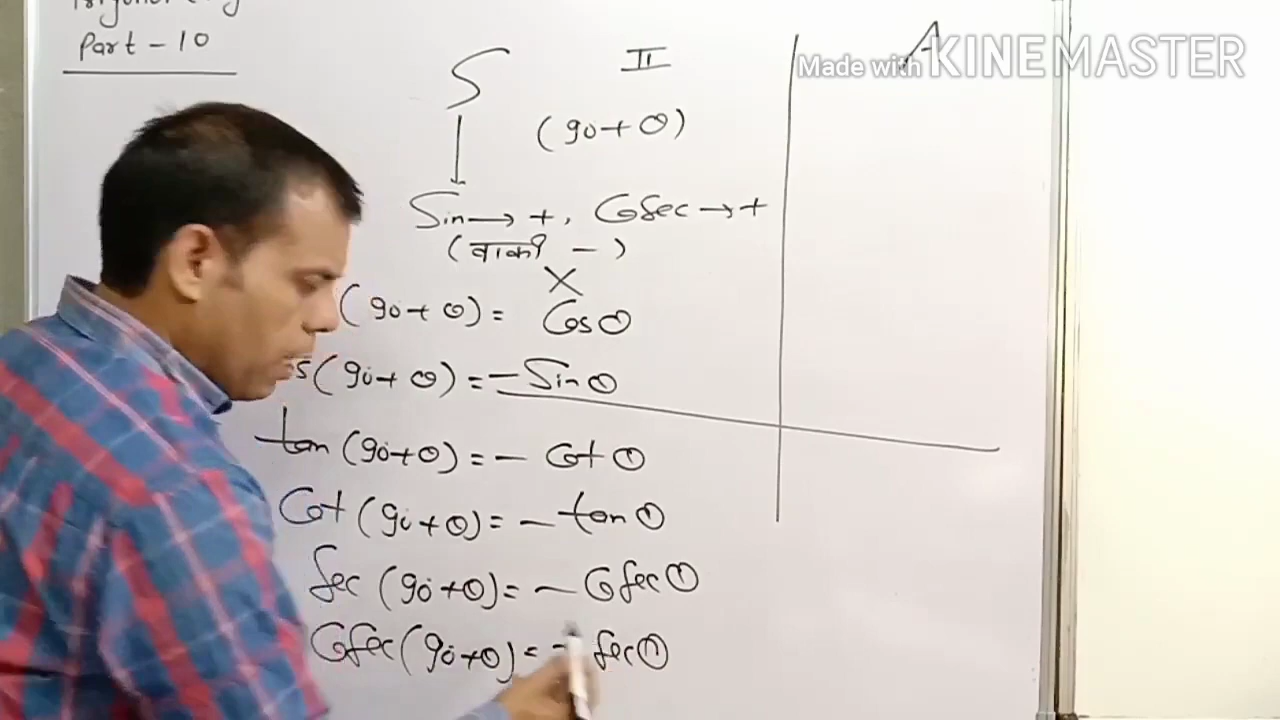 Part - 10
S II A
Made with KINEMASTER
(90+θ)
Sin → +, Cosec → +
(बाकी -)
X
(90+θ) = Cosθ
s(90+θ) = -Sinθ
tan(90+θ) = - Cotθ
Cot(90+θ) = - tanθ
Sec(90+θ) = - Cosecθ
Cosec(90+θ) = - Secθ